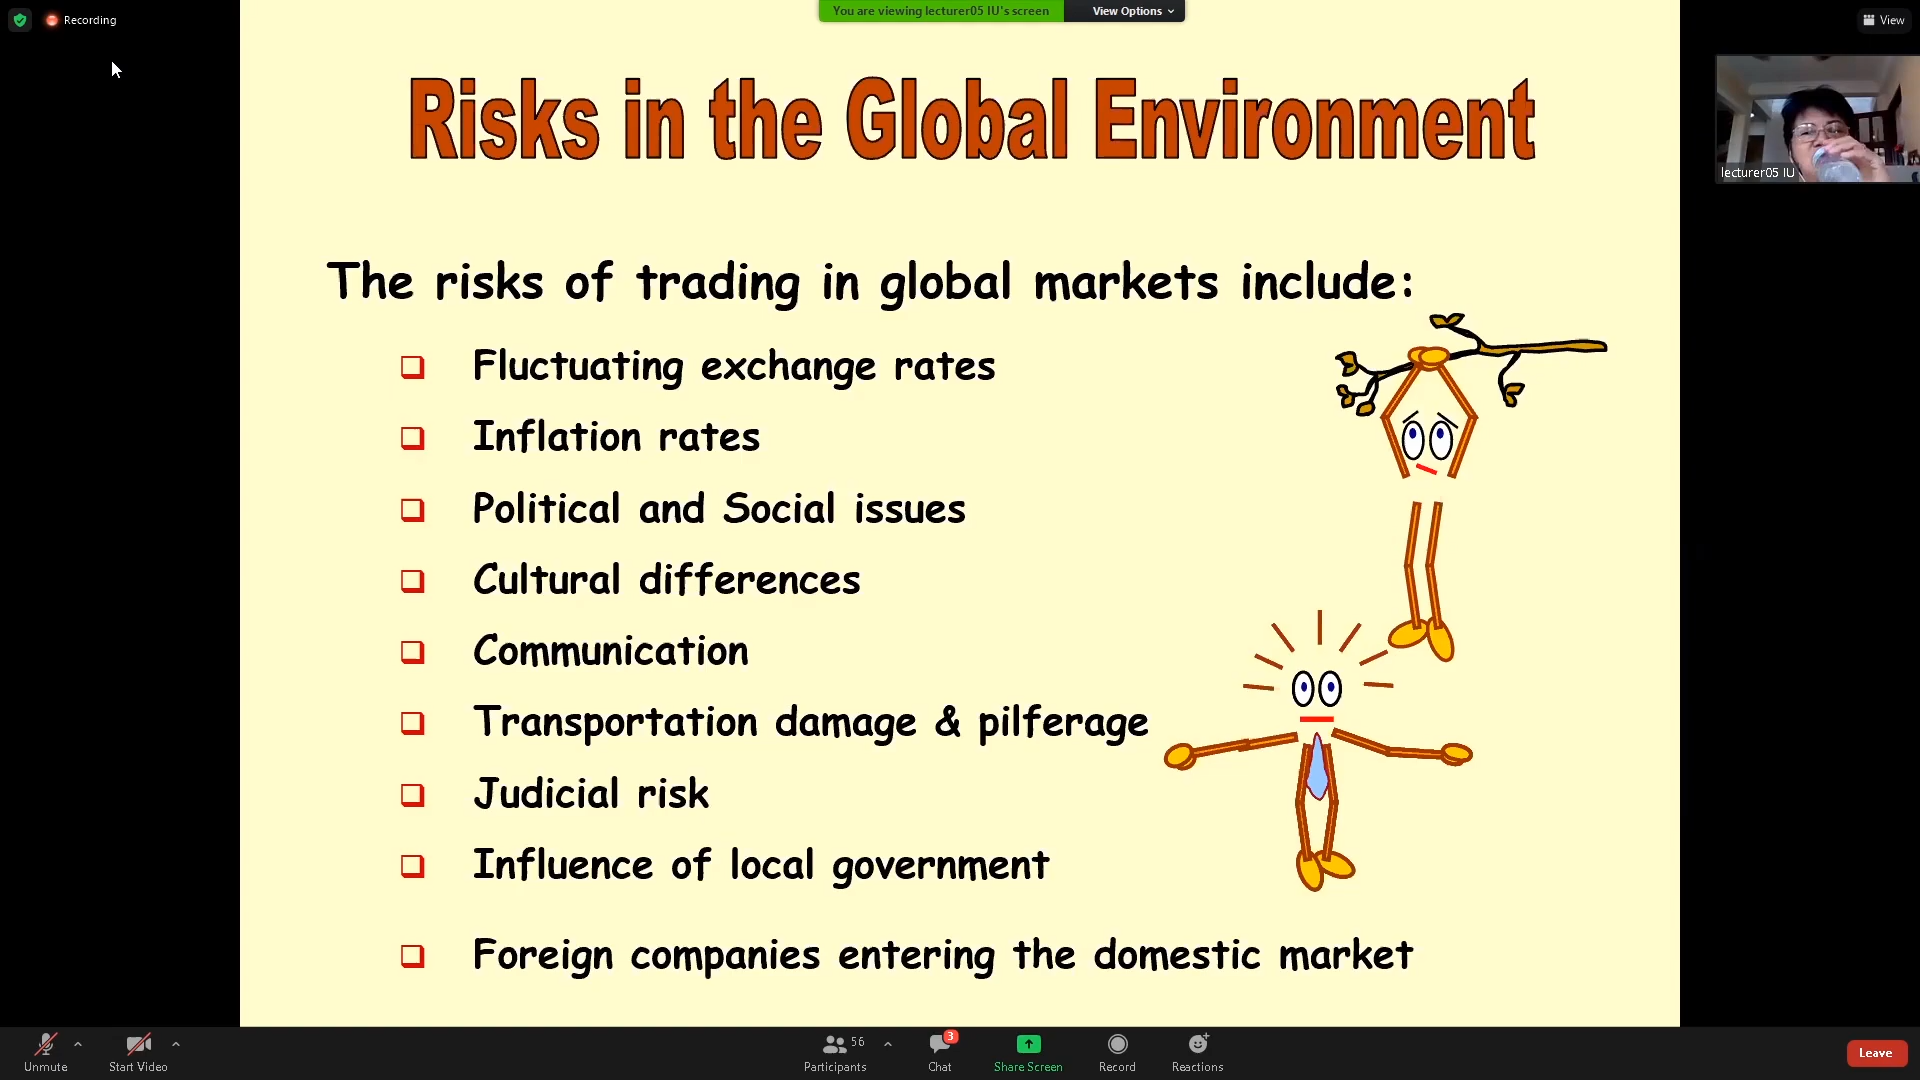 Recording
You are viewing lecturer05 IU's screen
View Options
View
Risks in the Global Environment
lecturer05 IU
The risks of trading in global markets include:
Fluctuating exchange rates
Inflation rates
Political and Social issues
Cultural differences
Communication
Transportation damage & pilferage
Judicial risk
Influence of local government
Foreign companies entering the domestic market
Unmute
Start Video
56
Participants
3
Chat
Share Screen
Record
Reactions
Leave